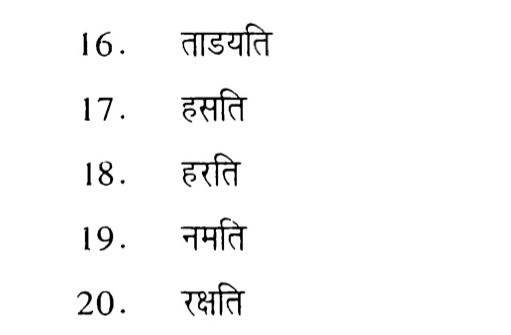 16. ताडयति
17. हसति
18. हरति
19. नमति
20. रक्षति